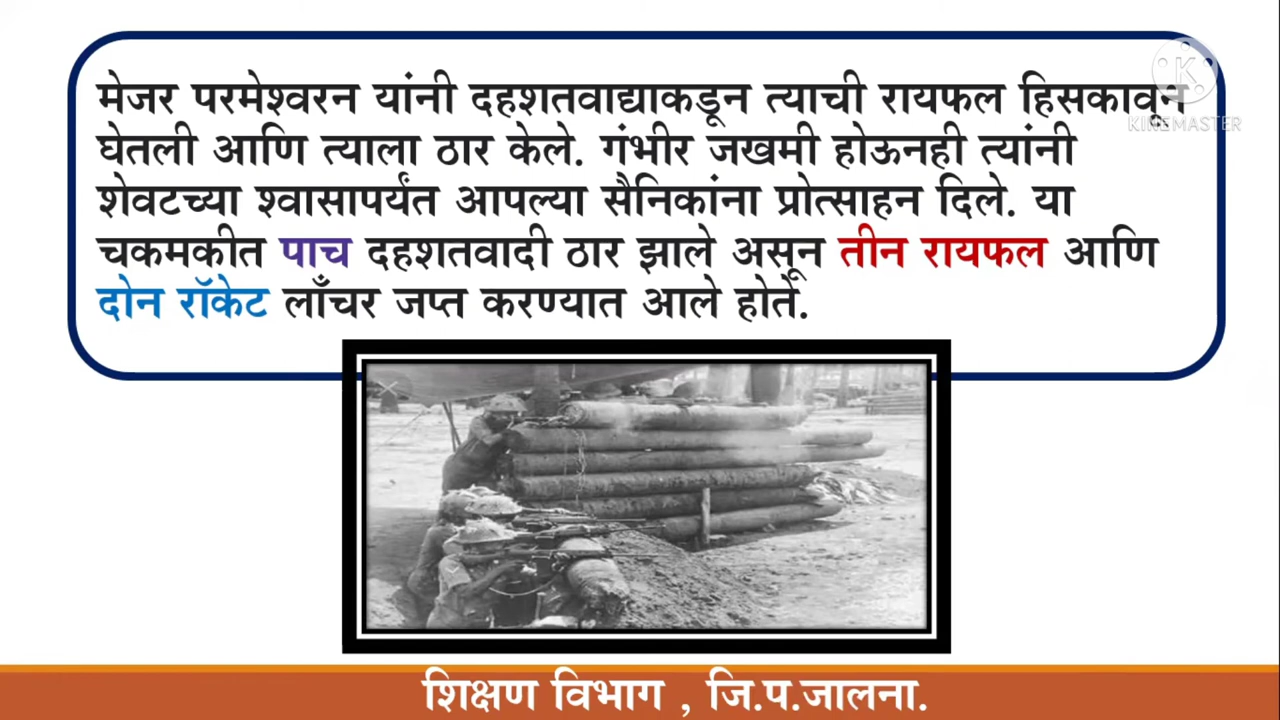 मेजर परमेश्वरन यांनी दहशतवाद्याकडून त्याची रायफल हिसकावून
घेतली आणि त्याला ठार केले. गंभीर जखमी होऊनही त्यांनी
शेवटच्या श्वासापर्यंत आपल्या सैनिकांना प्रोत्साहन दिले. या
चकमकीत पाच दहशतवादी ठार झाले असून तीन रायफल आणि
दोन रॉकेट लाँचर जप्त करण्यात आले होते.
K
KINEMASTER
शिक्षण विभाग , जि.प.जालना.